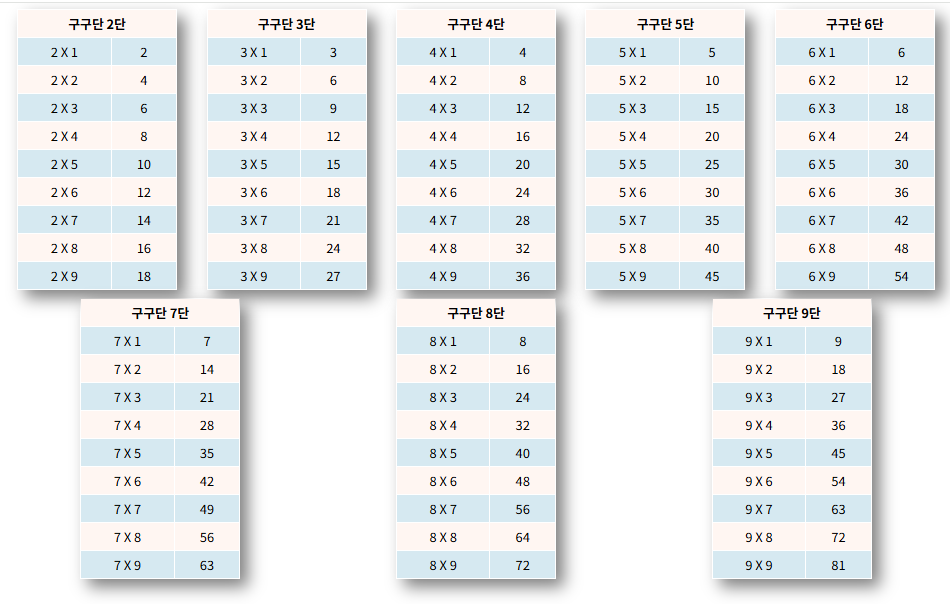 구구단 2단
2 X 1 2
2 X 2 4
2 X 3 6
2 X 4 8
2 X 5 10
2 X 6 12
2 X 7 14
2 X 8 16
2 X 9 18
구구단 3단
3 X 1 3
3 X 2 6
3 X 3 9
3 X 4 12
3 X 5 15
3 X 6 18
3 X 7 21
3 X 8 24
3 X 9 27
구구단 4단
4 X 1 4
4 X 2 8
4 X 3 12
4 X 4 16
4 X 5 20
4 X 6 24
4 X 7 28
4 X 8 32
4 X 9 36
구구단 5단
5 X 1 5
5 X 2 10
5 X 3 15
5 X 4 20
5 X 5 25
5 X 6 30
5 X 7 35
5 X 8 40
5 X 9 45
구구단 6단
6 X 1 6
6 X 2 12
6 X 3 18
6 X 4 24
6 X 5 30
6 X 6 36
6 X 7 42
6 X 8 48
6 X 9 54
구구단 7단
7 X 1 7
7 X 2 14
7 X 3 21
7 X 4 28
7 X 5 35
7 X 6 42
7 X 7 49
7 X 8 56
7 X 9 63
구구단 8단
8 X 1 8
8 X 2 16
8 X 3 24
8 X 4 32
8 X 5 40
8 X 6 48
8 X 7 56
8 X 8 64
8 X 9 72
구구단 9단
9 X 1 9
9 X 2 18
9 X 3 27
9 X 4 36
9 X 5 45
9 X 6 54
9 X 7 63
9 X 8 72
9 X 9 81